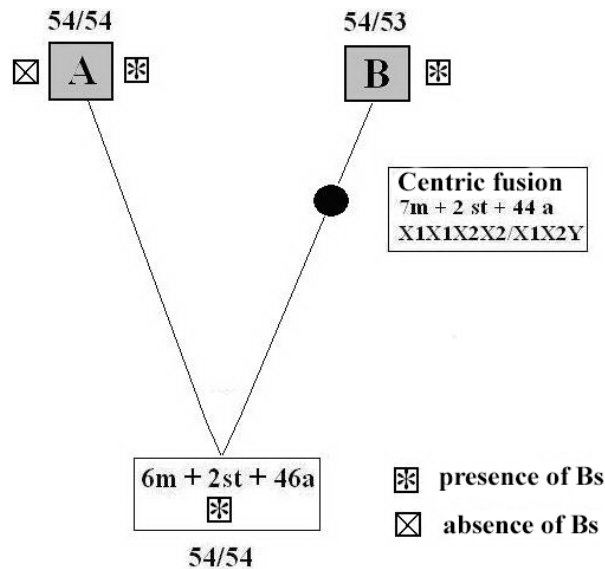 54/54
54/53
A
B
Centric fusion
7m + 2 st + 44 a
X1X1X2X2/X1X2Y
6m + 2st + 46a
54/54
presence of Bs
absence of Bs